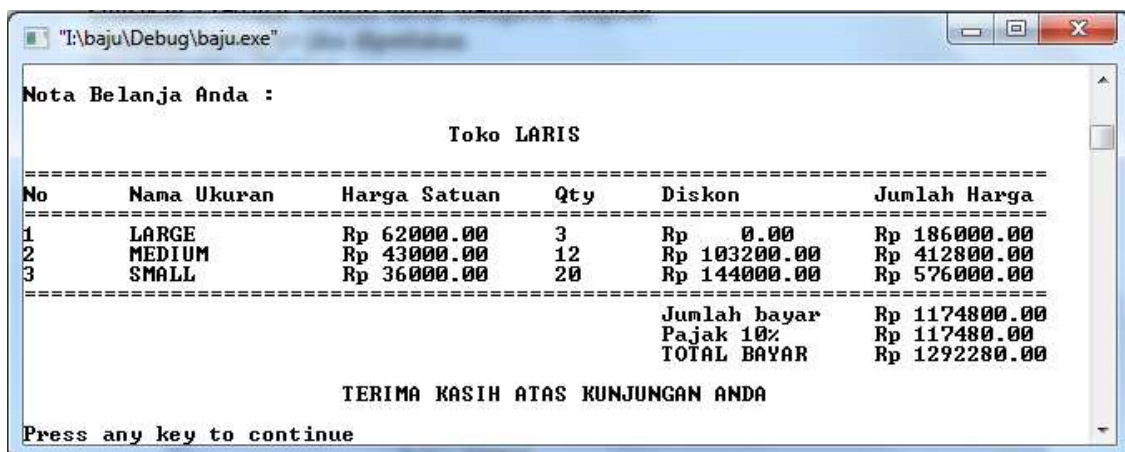 "I:\baju\Debug\baju.exe"
Nota Belanja Anda :
Toko LARIS
===============================================================================
No Nama Ukuran Harga Satuan Qty Diskon Jumlah Harga
===============================================================================
1 LARGE Rp 62000.00 3 Rp 0.00 Rp 186000.00
2 MEDIUM Rp 43000.00 12 Rp 103200.00 Rp 412800.00
3 SMALL Rp 36000.00 20 Rp 144000.00 Rp 576000.00
===============================================================================
Jumlah bayar Rp 1174800.00
Pajak 10% Rp 117480.00
TOTAL BAYAR Rp 1292280.00
TERIMA KASIH ATAS KUNJUNGAN ANDA
Press any key to continue